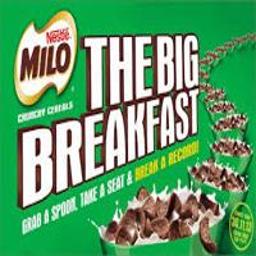 Nestlé
MILO
CRUNCHY CEREALS
THE BIG
BREAKFAST
GRAB A SPOON, TAKE A SEAT & BREAK A RECORD!